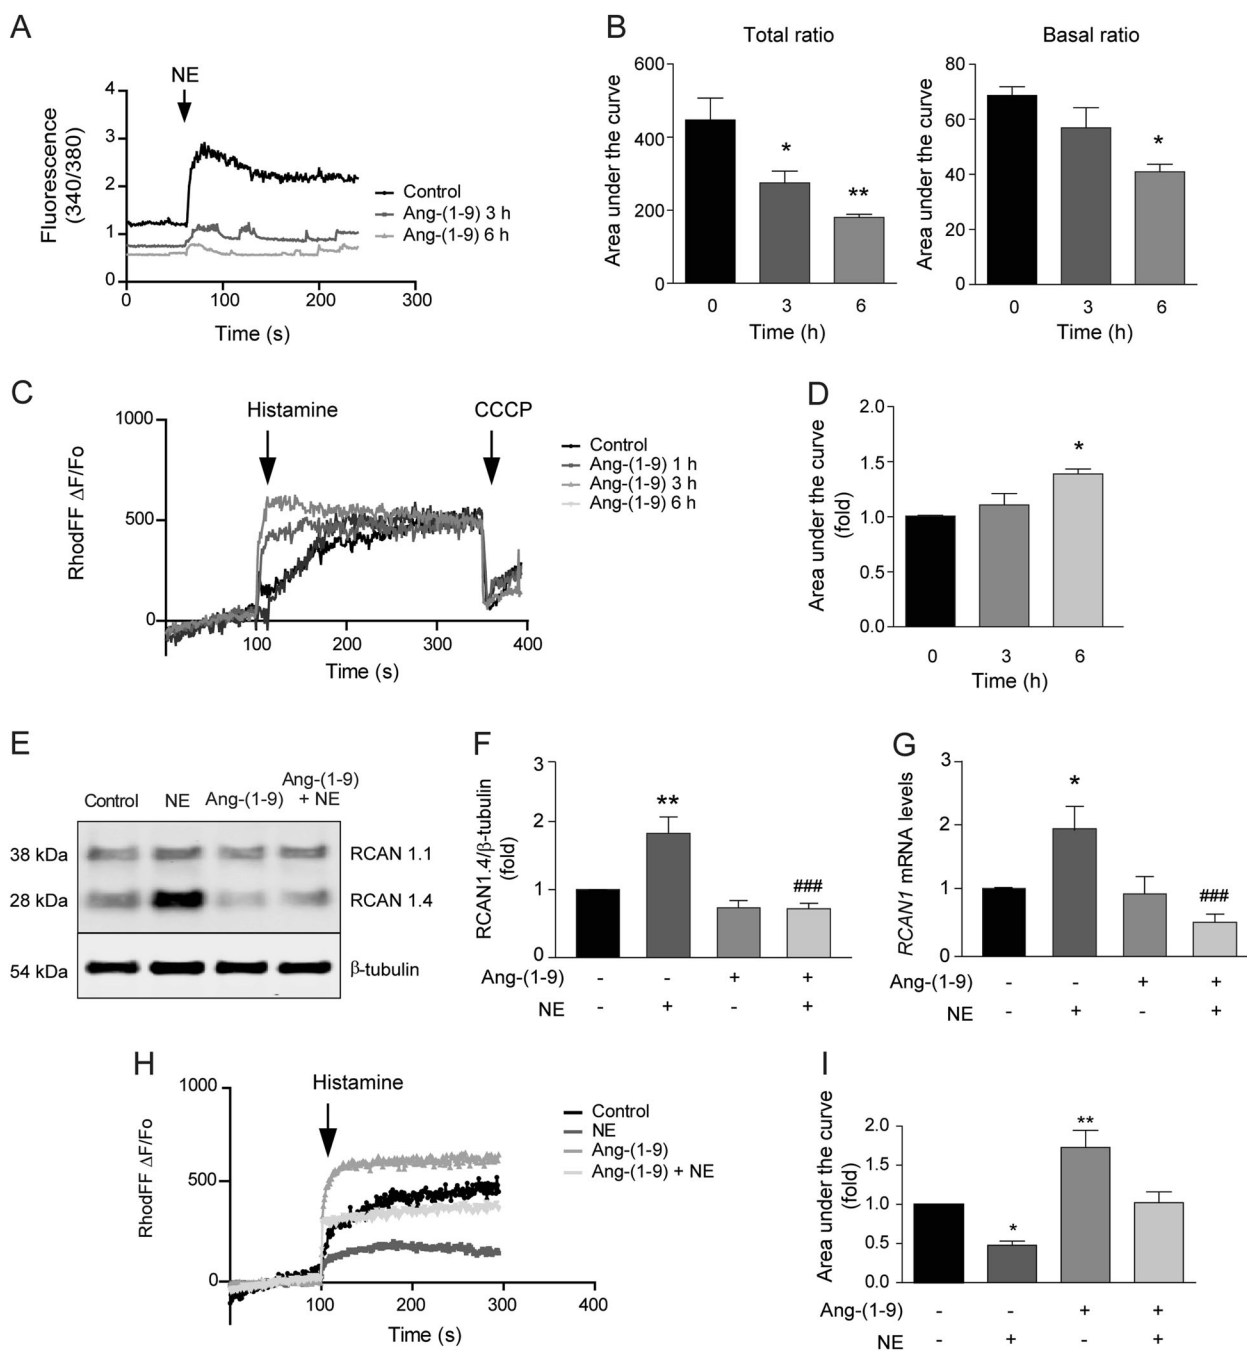 A
NE
Fluorescence
(340/380)
4
3
2
1
0
0
100
200
300
Time (s)
Control
Ang-(1-9) 3 h
Ang-(1-9) 6 h
B
Total ratio
Area under the curve
600
400
200
0
*
**
0
3
6
Time (h)
Basal ratio
Area under the curve
80
60
40
20
0
*
0
3
6
Time (h)
C
Histamine
CCCP
RhodFF ΔF/Fo
1000
500
0
100
200
300
400
Time (s)
Control
Ang-(1-9) 1 h
Ang-(1-9) 3 h
Ang-(1-9) 6 h
D
Area under the curve
(fold)
2.0
1.5
1.0
0.5
0.0
*
0
3
6
Time (h)
E
Control
NE
Ang-(1-9)
Ang-(1-9)
+ NE
38 kDa
RCAN 1.1
28 kDa
RCAN 1.4
54 kDa
β-tubulin
F
RCAN1.4/β-tubulin
(fold)
3
2
1
0
**
###
Ang-(1-9) - - + +
NE - + - +
G
RCAN1 mRNA levels
3
2
1
0
*
###
Ang-(1-9) - - + +
NE - + - +
H
Histamine
RhodFF ΔF/Fo
1000
500
0
100
200
300
400
Time (s)
Control
NE
Ang-(1-9)
Ang-(1-9) + NE
I
Area under the curve
(fold)
2.0
1.5
1.0
0.5
0.0
*
**
Ang-(1-9) - - + +
NE - + - +